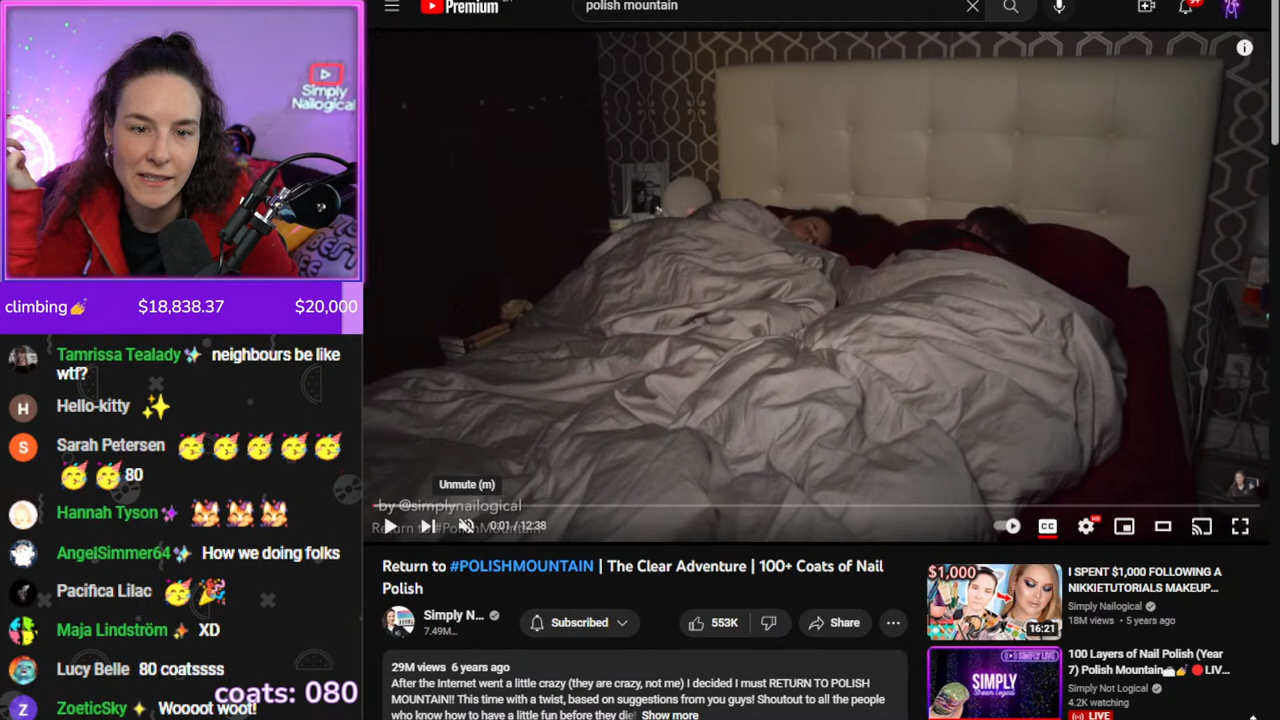 Simply
Nailogical
climbing💅 $18,838.37 $20,000
Tamrissa Tealady✨ neighbours be like
wtf?
H
Hello-kitty ✨
S
Sarah Petersen 🥳🥳🥳🥳🥳
🥳🥳80
Hannah Tyson
AngelSimmer64 How we doing folks
Pacifica Lilac 🥳🎉
Maja Lindström XD
Lucy Belle 80 coatssss
coats: 080
Z
ZoeticSky Woooot woot!
Premium
polish mountain
9+
Unmute (m)
by @simplynailogical
Return to #PolishMountain
0:01 / 12:38
CC
HD
Return to #POLISHMOUNTAIN | The Clear Adventure | 100+ Coats of Nail
Polish
Simply N...
7.49M...
Subscribed
553K
Share
29M views 6 years ago
After the Internet went a little crazy (they are crazy, not me) I decided I must RETURN TO POLISH
MOUNTAIN!! This time with a twist, based on suggestions from you guys! Shoutout to all the people
who know how to have a little fun before they die! Show more
$1,000
16:21
I SPENT $1,000 FOLLOWING A
NIKKIETUTORIALS MAKEUP...
Simply Nailogical
18M views • 5 years ago
SIMPLY LIVE
SIMPLY
100 Layers of Nail Polish (Year
7) Polish Mountain🏔💅🔴LIV...
Simply Not Logical
4.2K watching
LIVE